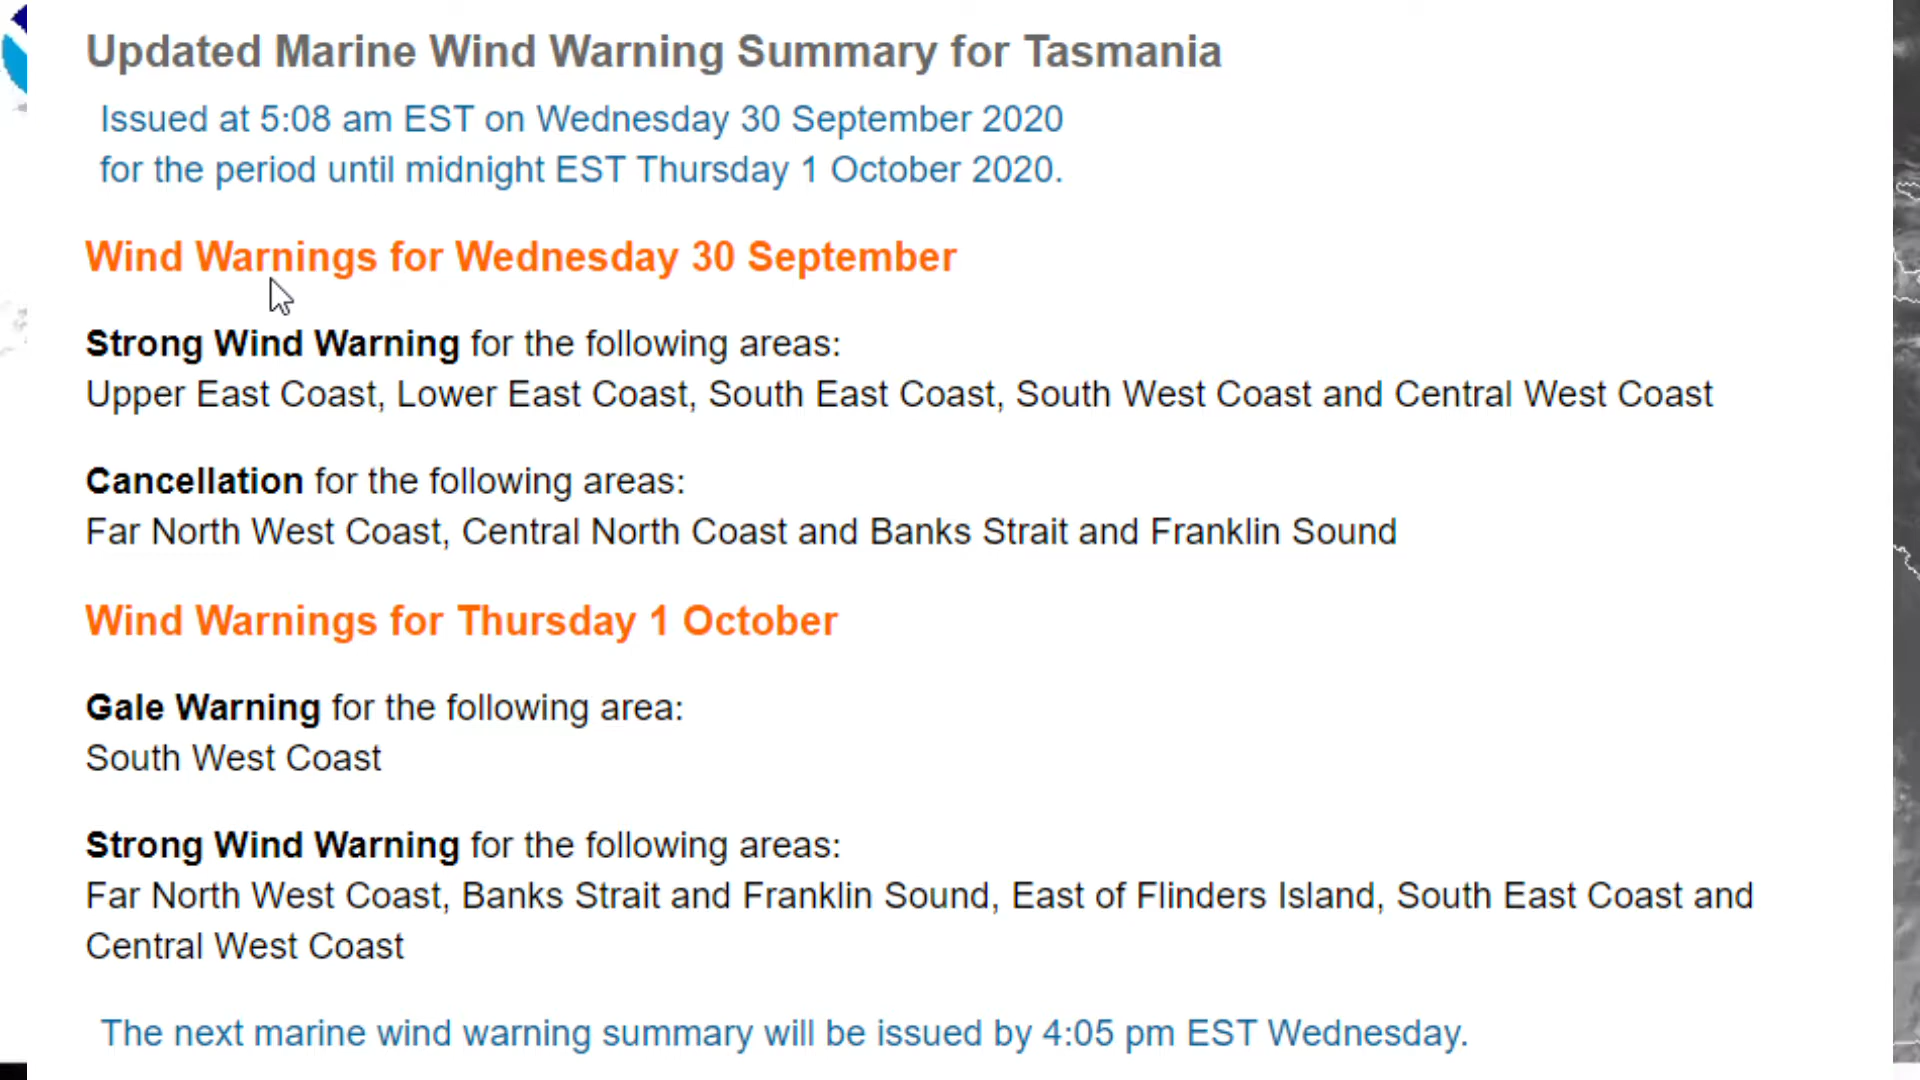 Updated Marine Wind Warning Summary for Tasmania
Issued at 5:08 am EST on Wednesday 30 September 2020
for the period until midnight EST Thursday 1 October 2020.
Wind Warnings for Wednesday 30 September
Strong Wind Warning for the following areas:
Upper East Coast, Lower East Coast, South East Coast, South West Coast and Central West Coast
Cancellation for the following areas:
Far North West Coast, Central North Coast and Banks Strait and Franklin Sound
Wind Warnings for Thursday 1 October
Gale Warning for the following area:
South West Coast
Strong Wind Warning for the following areas:
Far North West Coast, Banks Strait and Franklin Sound, East of Flinders Island, South East Coast and
Central West Coast
The next marine wind warning summary will be issued by 4:05 pm EST Wednesday.